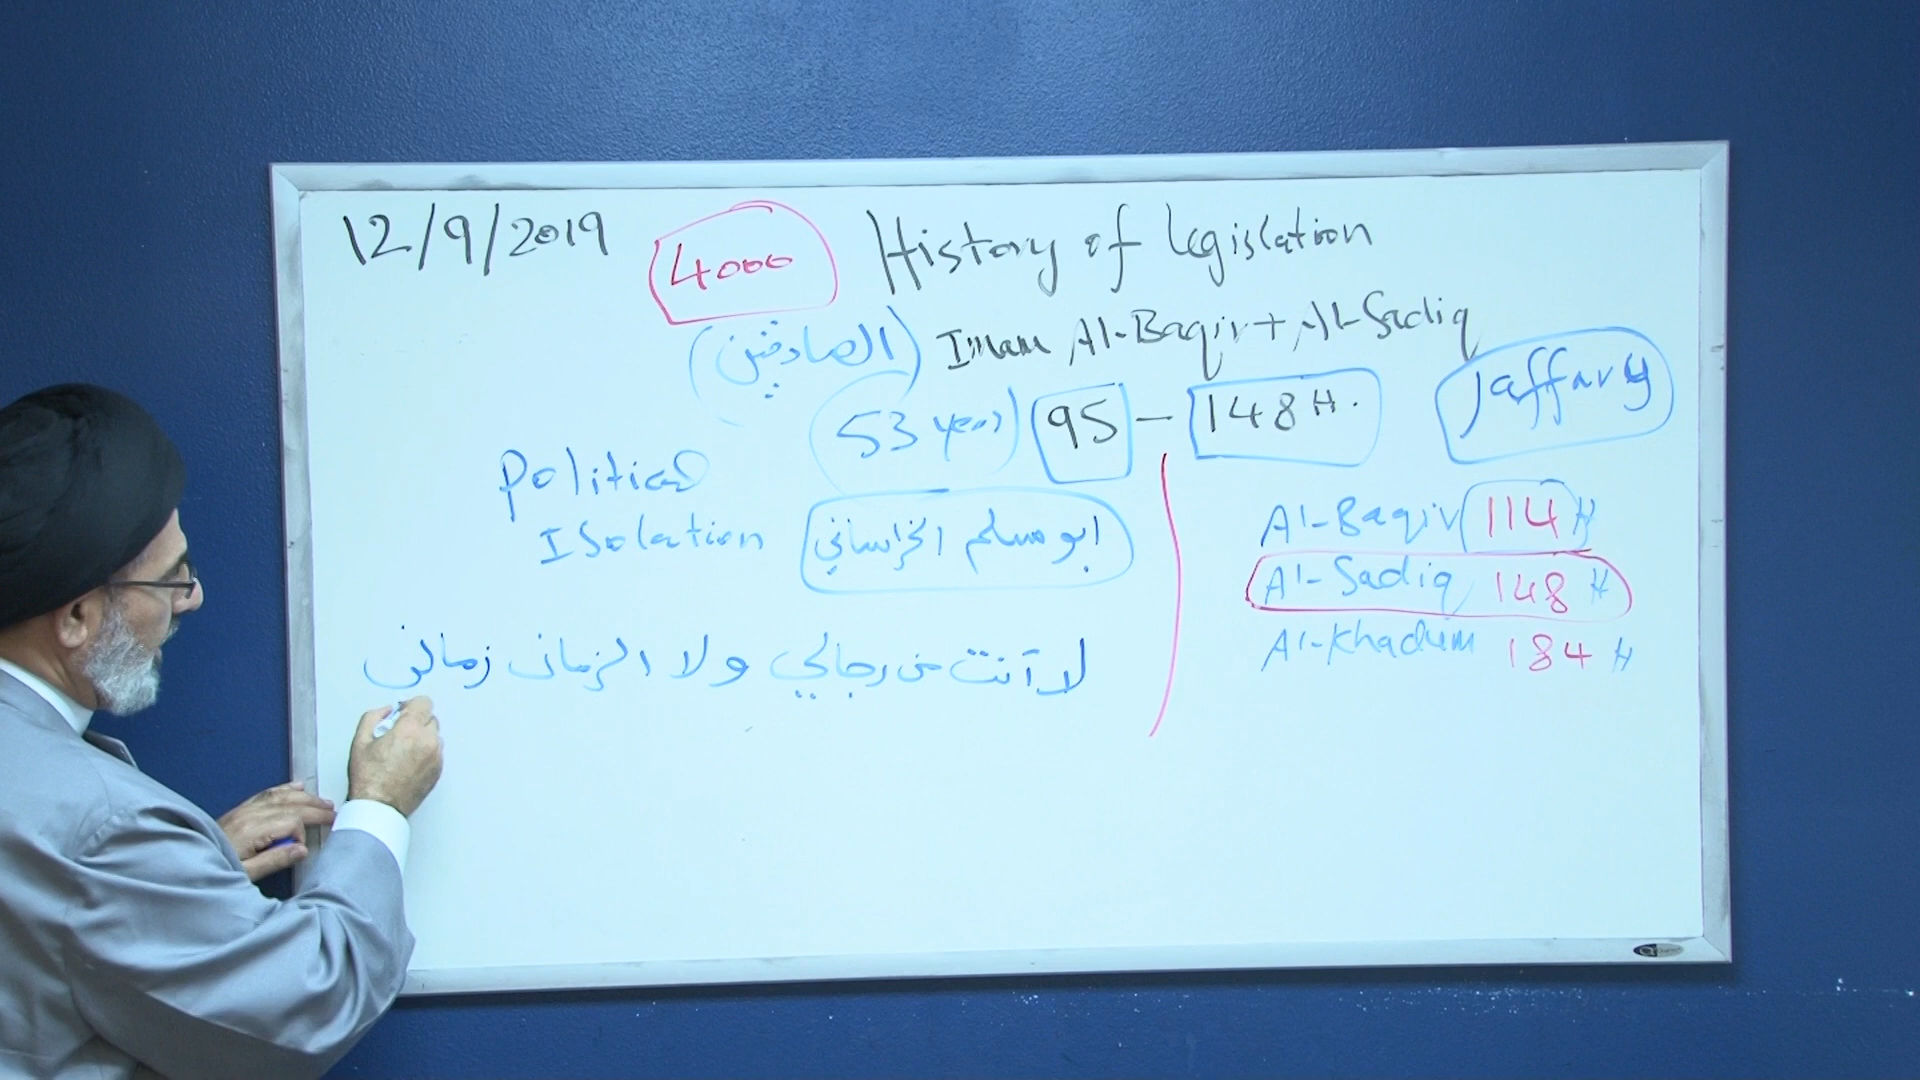 12/9/2019 4000 History of legislation
(الصادقين) Imam Al-Baqir + Al-Sadiq
53 years 95 - 148 H. Jaffary
Political
Isolation ابو مسلم الخراساني
لا أنت من رجالي ولا الزمان زماني
Al-Baqir 114 H
Al-Sadiq 148 H
Al-Khadum 184 H